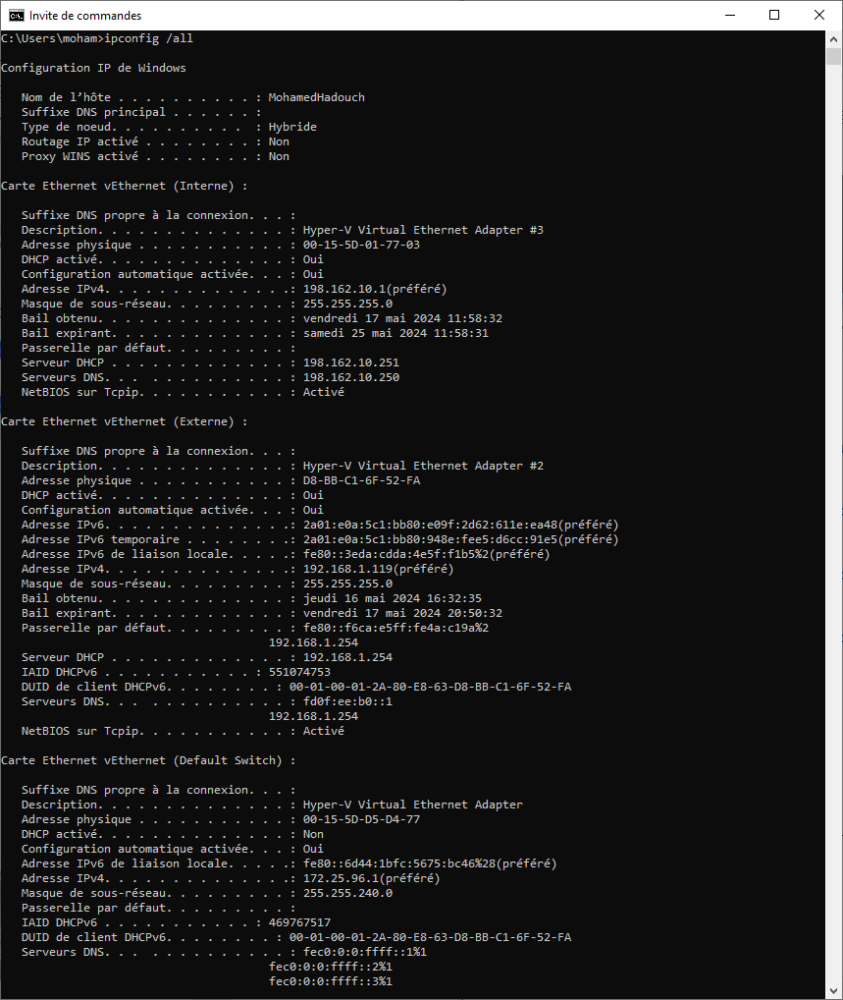 Invite de commandes
C:\Users\moham>ipconfig /all
Configuration IP de Windows
Nom de l’hôte . . . . . . . . . . : MohamedHadouch
Suffixe DNS principal . . . . . . :
Type de noeud. . . . . . . . . .  : Hybride
Routage IP activé . . . . . . . . : Non
Proxy WINS activé . . . . . . . . : Non
Carte Ethernet vEthernet (Interne) :
Suffixe DNS propre à la connexion. . . :
Description. . . . . . . . . . . . . . : Hyper-V Virtual Ethernet Adapter #3
Adresse physique . . . . . . . . . . . : 00-15-5D-01-77-03
DHCP activé. . . . . . . . . . . . . . : Oui
Configuration automatique activée. . . : Oui
Adresse IPv4. . . . . . . . . . . . . .: 198.162.10.1(préféré)
Masque de sous-réseau. . . . . . . . . : 255.255.255.0
Bail obtenu. . . . . . . . . . . . . . : vendredi 17 mai 2024 11:58:32
Bail expirant. . . . . . . . . . . . . : samedi 25 mai 2024 11:58:31
Passerelle par défaut. . . . . . . . . :
Serveur DHCP . . . . . . . . . . . . . : 198.162.10.251
Serveurs DNS. . .  . . . . . . . . . . : 198.162.10.250
NetBIOS sur Tcpip. . . . . . . . . . . : Activé
Carte Ethernet vEthernet (Externe) :
Suffixe DNS propre à la connexion. . . :
Description. . . . . . . . . . . . . . : Hyper-V Virtual Ethernet Adapter #2
Adresse physique . . . . . . . . . . . : D8-BB-C1-6F-52-FA
DHCP activé. . . . . . . . . . . . . . : Oui
Configuration automatique activée. . . : Oui
Adresse IPv6. . . . . . . . . . . . . .: 2a01:e0a:5c1:bb80:e09f:2d62:611e:ea48(préféré)
Adresse IPv6 temporaire . . . . . . . .: 2a01:e0a:5c1:bb80:948e:fee5:d6cc:91e5(préféré)
Adresse IPv6 de liaison locale. . . . .: fe80::3eda:cdda:4e5f:f1b5%2(préféré)
Adresse IPv4. . . . . . . . . . . . . .: 192.168.1.119(préféré)
Masque de sous-réseau. . . . . . . . . : 255.255.255.0
Bail obtenu. . . . . . . . . . . . . . : jeudi 16 mai 2024 16:32:35
Bail expirant. . . . . . . . . . . . . : vendredi 17 mai 2024 20:50:32
Passerelle par défaut. . . . . . . . . : fe80::f6ca:e5ff:fe4a:c19a%2
192.168.1.254
Serveur DHCP . . . . . . . . . . . . . : 192.168.1.254
IAID DHCPv6 . . . . . . . . . . . : 551074753
DUID de client DHCPv6. . . . . . . . : 00-01-00-01-2A-80-E8-63-D8-BB-C1-6F-52-FA
Serveurs DNS. . .  . . . . . . . . . . : fd0f:ee:b0::1
192.168.1.254
NetBIOS sur Tcpip. . . . . . . . . . . : Activé
Carte Ethernet vEthernet (Default Switch) :
Suffixe DNS propre à la connexion. . . :
Description. . . . . . . . . . . . . . : Hyper-V Virtual Ethernet Adapter
Adresse physique . . . . . . . . . . . : 00-15-5D-D5-D4-77
DHCP activé. . . . . . . . . . . . . . : Non
Configuration automatique activée. . . : Oui
Adresse IPv6 de liaison locale. . . . .: fe80::6d44:1bfc:5675:bc46%28(préféré)
Adresse IPv4. . . . . . . . . . . . . .: 172.25.96.1(préféré)
Masque de sous-réseau. . . . . . . . . : 255.255.240.0
Passerelle par défaut. . . . . . . . . :
IAID DHCPv6 . . . . . . . . . . . : 469767517
DUID de client DHCPv6. . . . . . . . : 00-01-00-01-2A-80-E8-63-D8-BB-C1-6F-52-FA
Serveurs DNS. . .  . . . . . . . . . . : fec0:0:0:ffff::1%1
fec0:0:0:ffff::2%1
fec0:0:0:ffff::3%1